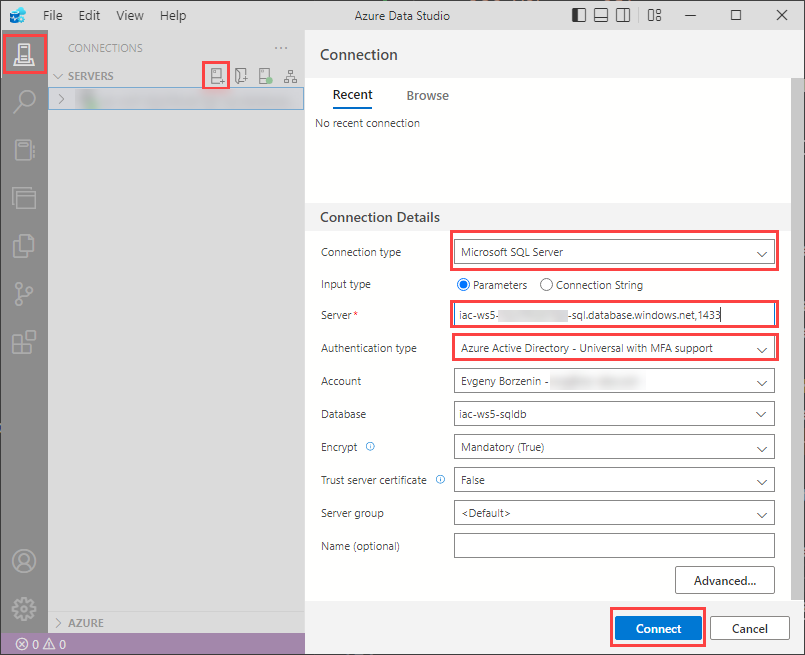 File Edit View Help Azure Data Studio
CONNECTIONS ...
SERVERS
Connection
Recent Browse
No recent connection
Connection Details
Connection type Microsoft SQL Server
Input type Parameters Connection String
Server* iac-ws5- -sql.database.windows.net,1433
Authentication type Azure Active Directory - Universal with MFA support
Account Evgeny Borzenin -
Database iac-ws5-sqldb
Encrypt Mandatory (True)
Trust server certificate False
Server group <Default>
Name (optional)
Advanced...
AZURE
Connect Cancel
0 0